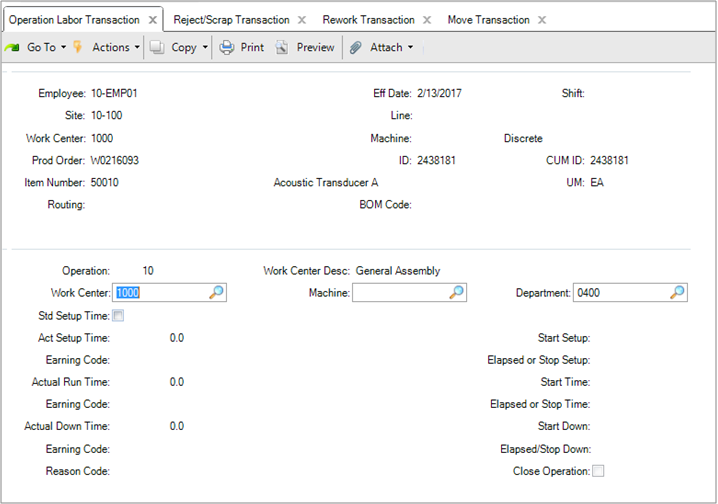 Operation Labor Transaction Reject/Scrap Transaction Rework Transaction Move Transaction
Go To Actions Copy Print Preview Attach
Employee: 10-EMP01 Eff Date: 2/13/2017 Shift:
Site: 10-100 Line:
Work Center: 1000 Machine: Discrete
Prod Order: W0216093 ID: 2438181 CUM ID: 2438181
Item Number: 50010 Acoustic Transducer A UM: EA
Routing: BOM Code:
Operation: 10 Work Center Desc: General Assembly
Work Center: 1000 Machine: Department: 0400
Std Setup Time:
Act Setup Time: 0.0 Start Setup:
Earning Code: Elapsed or Stop Setup:
Actual Run Time: 0.0 Start Time:
Earning Code: Elapsed or Stop Time:
Actual Down Time: 0.0 Start Down:
Earning Code: Elapsed/Stop Down:
Reason Code: Close Operation: